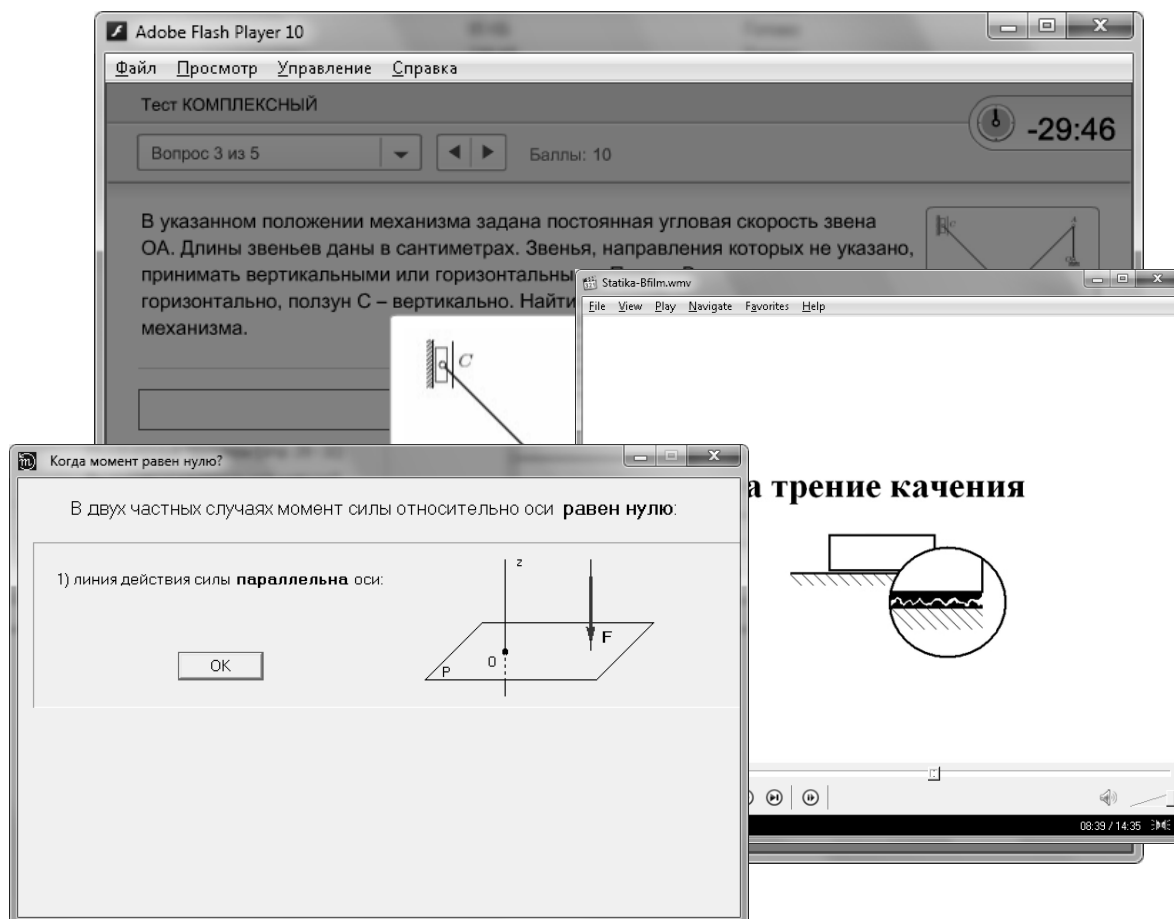 Adobe Flash Player 10
Файл Просмотр Управление Справка
Тест КОМПЛЕКСНЫЙ
-29:46
Вопрос 3 из 5
Баллы: 10
В указанном положении механизма задана постоянная угловая скорость звена
ОА. Длины звеньев даны в сантиметрах. Звенья, направления которых не указано,
принимать вертикальными или
горизонтально, ползун С – вертикально. Найти
механизма.
C
Statika-Bfilm.wmv
File View Play Navigate Favorites Help
а трение качения
08:39 / 14:35
Когда момент равен нулю?
В двух частных случаях момент силы относительно оси равен нулю:
1) линия действия силы параллельна оси:
z
F
O
P
OK